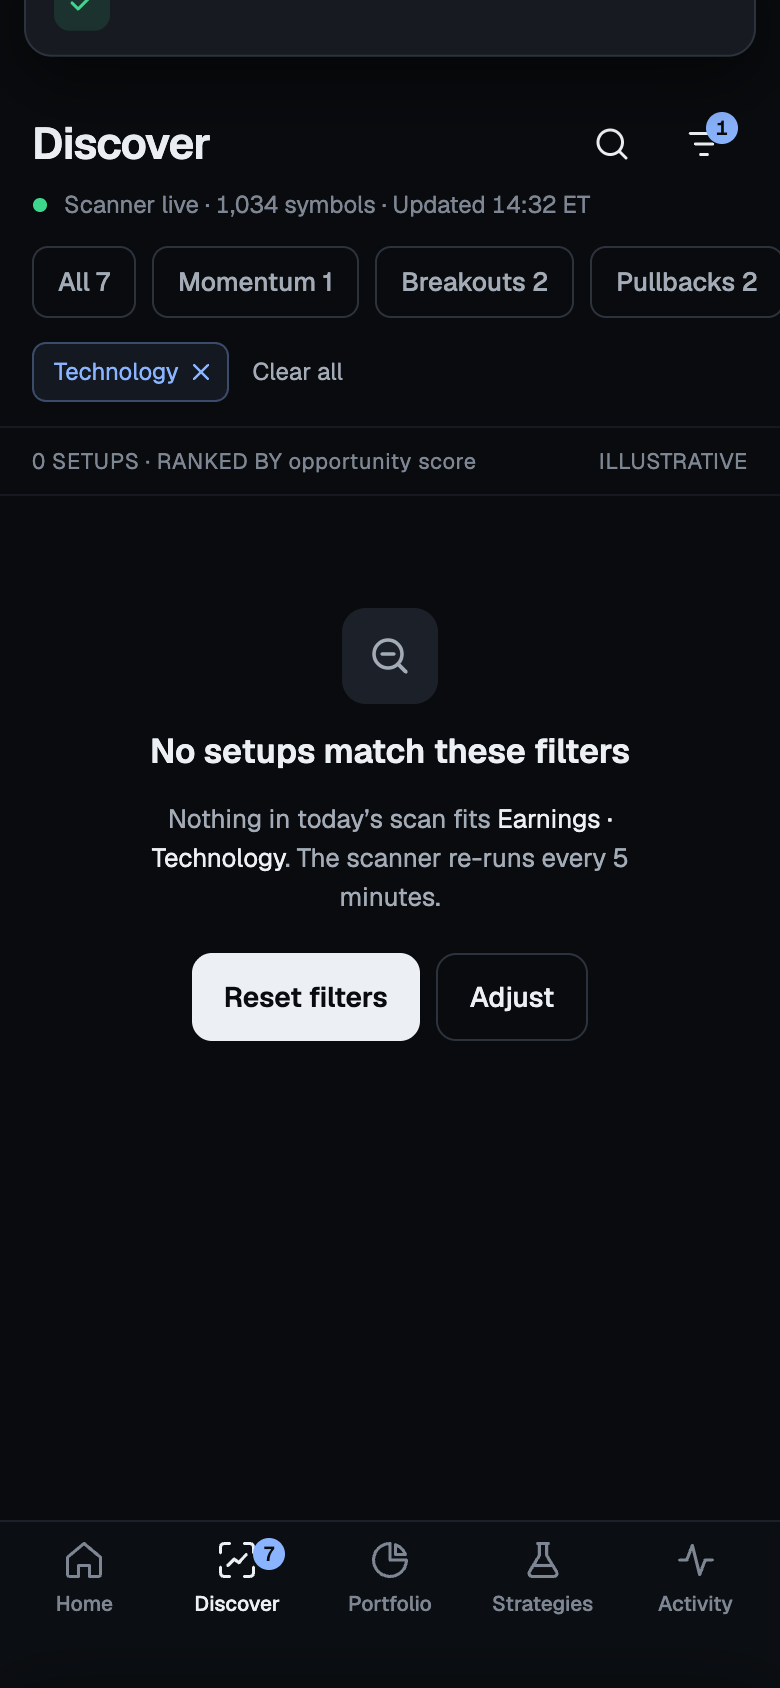 Discover
1
Scanner live · 1,034 symbols · Updated 14:32 ET
All 7
Momentum 1
Breakouts 2
Pullbacks 2
Technology
Clear all
0 SETUPS · RANKED BY opportunity score
ILLUSTRATIVE
No setups match these filters
Nothing in today’s scan fits Earnings ·
Technology. The scanner re-runs every 5
minutes.
Reset filters
Adjust
7
Home
Discover
Portfolio
Strategies
Activity